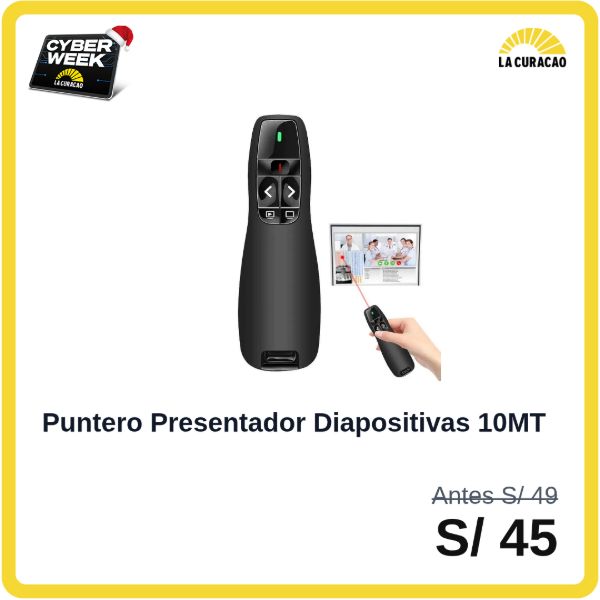 CYBER
WEEK
LA CURACAO
LA CURACAO
Puntero Presentador Diapositivas 10MT
Antes S/ 49
S/ 45